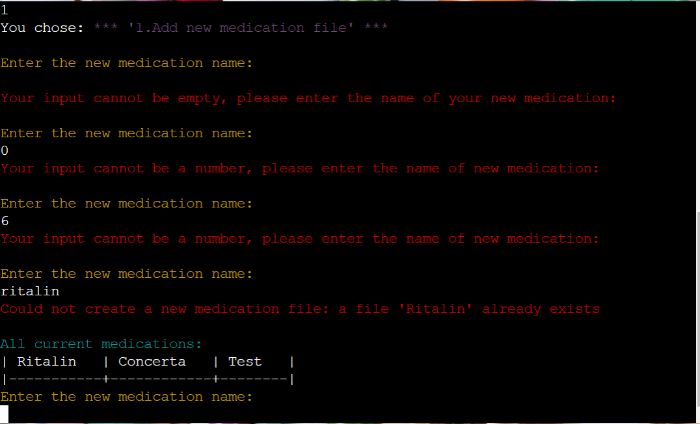 1
You chose: *** '1.Add new medication file' ***
Enter the new medication name:
Your input cannot be empty, please enter the name of your new medication:
Enter the new medication name:
0
Your input cannot be a number, please enter the name of new medication:
Enter the new medication name:
6
Your input cannot be a number, please enter the name of new medication:
Enter the new medication name:
ritalin
Could not create a new medication file: a file 'Ritalin' already exists
All current medications:
| Ritalin   | Concerta   | Test   |
|-----------+------------+--------|
Enter the new medication name: